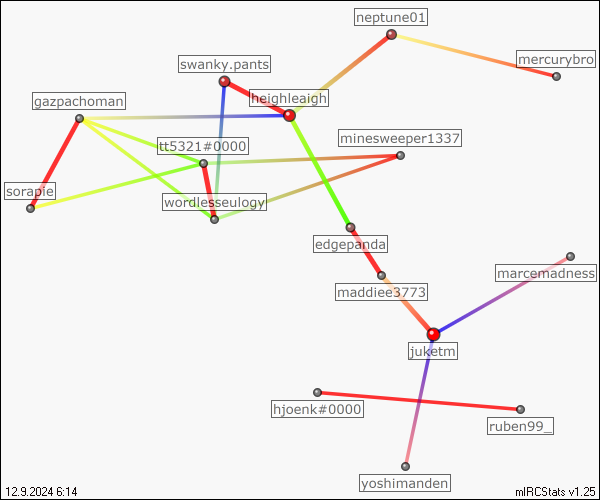 neptune01
mercurybro
swanky.pants
heighleaigh
gazpachoman
minesweeper1337
tt5321#0000
sorapie
wordlesseulogy
edgepanda
marcemadness
maddiee3773
juketm
hjoenk#0000
ruben99_
yoshimanden
12.9.2024 6:14
mIRCStats v1.25